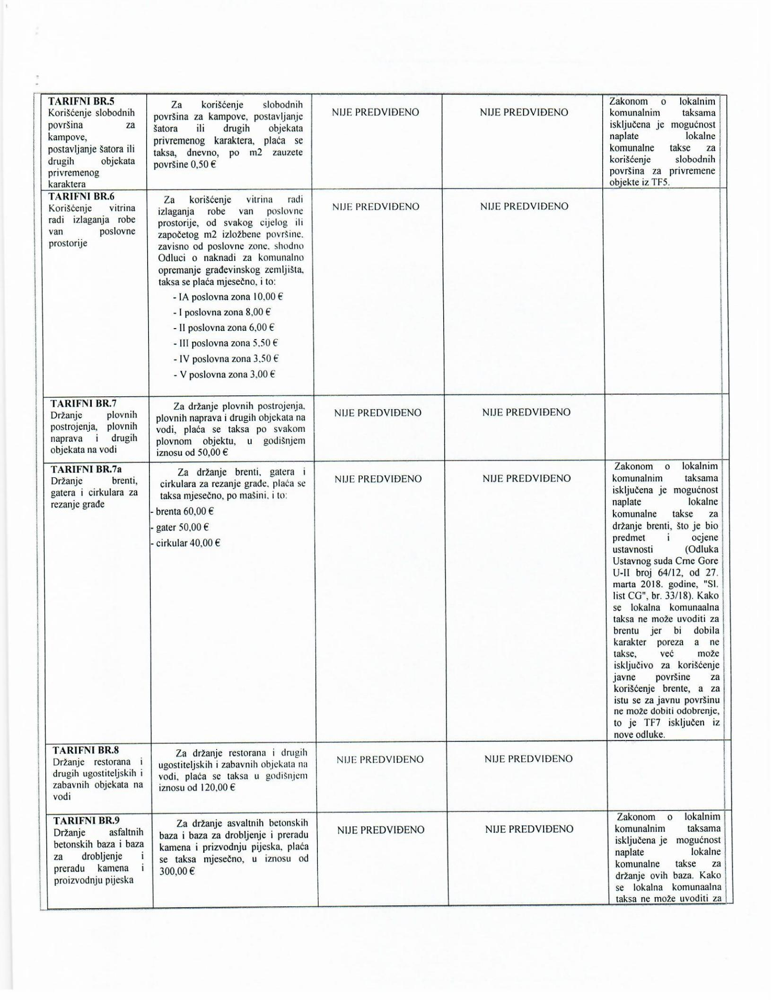 TARIFNI BR.5
Korišćenje slobodnih
površina za
kampove,
postavljanje šatora ili
drugih objekata
privremenog
karaktera
Za korišćenje slobodnih
površina za kampove, postavljanje
šatora ili drugih objekata
privremenog karaktera, plaća se
taksa, dnevno, po m2 zauzete
površine 0,50 €
NIJE PREDVIĐENO
NIJE PREDVIĐENO
Zakonom o lokalnim
komunalnim taksama
isključena je mogućnost
naplate lokalne
komunalne takse za
korišćenje slobodnih
površina za privremene
objekte iz TF5.
TARIFNI BR.6
Korišćenje vitrina
radi izlaganja robe
van poslovne
prostorije
Za korišćenje vitrina radi
izlaganja robe van poslovne
prostorije, od svakog cijelog ili
započetog m2 izložbene površine.
zavisno od poslovne zone. shodno
Odluci o naknadi za komunalno
opremanje građevinskog zemljišta,
taksa se plaća mjesečno, i to:
- IA poslovna zona 10,00 €
- I poslovna zona 8,00 €
- II poslovna zona 6,00 €
- III poslovna zona 5,50 €
- IV poslovna zona 3,50 €
- V poslovna zona 3,00 €
NIJE PREDVIĐENO
NIJE PREDVIĐENO
TARIFNI BR.7
Držanje plovnih
postrojenja, plovnih
naprava i drugih
objekata na vodi
Za držanje plovnih postrojenja,
plovnih naprava i drugih objekata na
vodi, plaća se taksa po svakom
plovnom objektu, u godišnjem
iznosu od 50,00 €
NIJE PREDVIĐENO
NIJE PREDVIĐENO
TARIFNI BR.7a
Držanje brenti,
gatera i cirkulara za
rezanje građe
Za držanje brenti, gatera i
cirkulara za rezanje građe, plaća se
taksa mjesečno, po mašini, i to:
- brenta 60,00 €
- gater 50,00 €
- cirkular 40,00 €
NIJE PREDVIĐENO
NIJE PREDVIĐENO
Zakonom o lokalnim
komunalnim taksama
isključena je mogućnost
naplate lokalne
komunalne takse za
držanje brenti, što je bio
predmet i ocjene
ustavnosti (Odluka
Ustavnog suda Crne Gore
U-II broj 64/12, od 27.
marta 2018. godine, "Sl.
list CG", br. 33/18). Kako
se lokalna komunaalna
taksa ne može uvoditi za
brentu jer bi dobila
karakter poreza a ne
takse, već može
isključivo za korišćenje
javne površine za
korišćenje brente, a za
istu se za javnu površinu
ne može dobiti odobrenje,
to je TF7 isključen iz
nove odluke.
TARIFNI BR.8
Držanje restorana i
drugih ugostiteljskih i
zabavnih objekata na
vodi
Za držanje restorana i drugih
ugostiteljskih i zabavnih objekata na
vodi, plaća se taksa u godišnjem
iznosu od 120,00 €
NIJE PREDVIĐENO
NIJE PREDVIĐENO
TARIFNI BR.9
Držanje asfaltnih
betonskih baza i baza
za drobljenje i
preradu kamena i
proizvodnju pijeska
Za držanje asvaltnih betonskih
baza i baza za drobljenje i preradu
kamena i prizvodnju pijeska, plaća
se taksa mjesečno, u iznosu od
300,00 €
NIJE PREDVIĐENO
NIJE PREDVIĐENO
Zakonom o lokalnim
komunalnim taksama
isključena je mogućnost
naplate lokalne
komunalne takse za
držanje ovih baza. Kako
se lokalna komunaalna
taksa ne može uvoditi za